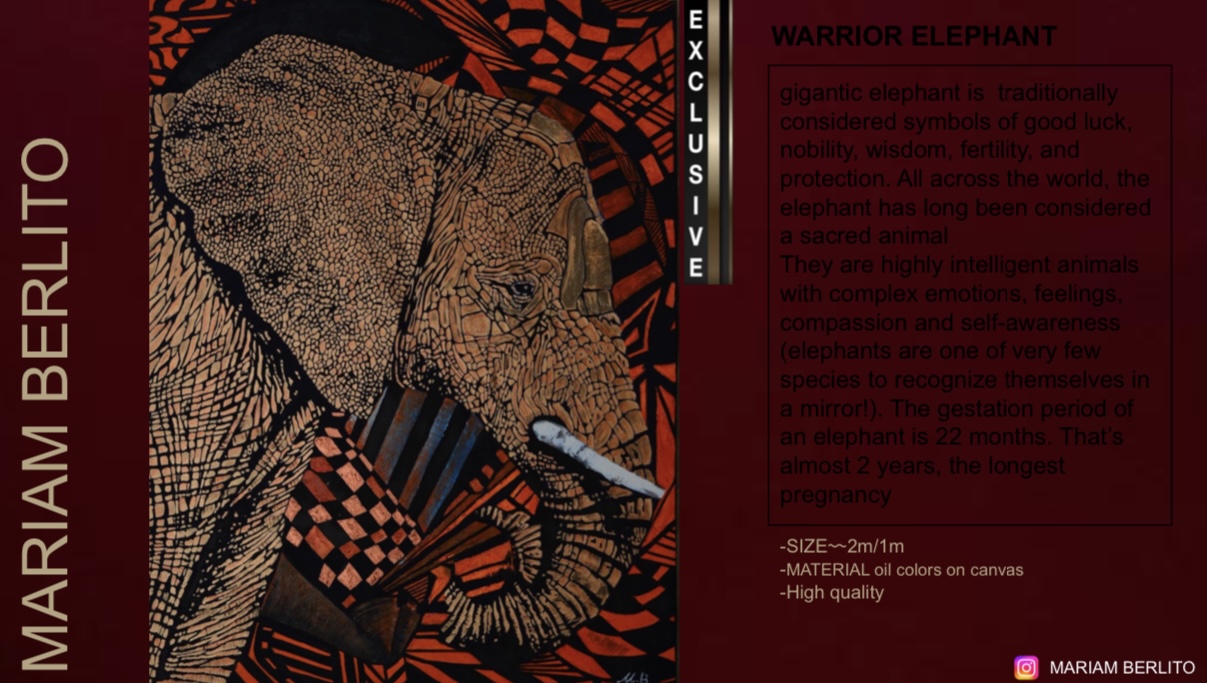 MARIAM BERLITO
EXCLUSIVE
WARRIOR ELEPHANT
gigantic elephant is  traditionally
considered symbols of good luck,
nobility, wisdom, fertility, and
protection. All across the world, the
elephant has long been considered
a sacred animal
They are highly intelligent animals
with complex emotions, feelings,
compassion and self-awareness
(elephants are one of very few
species to recognize themselves in
a mirror!). The gestation period of
an elephant is 22 months. That's
almost 2 years, the longest
pregnancy
-SIZE~~2m/1m
-MATERIAL oil colors on canvas
-High quality
MARIAM BERLITO